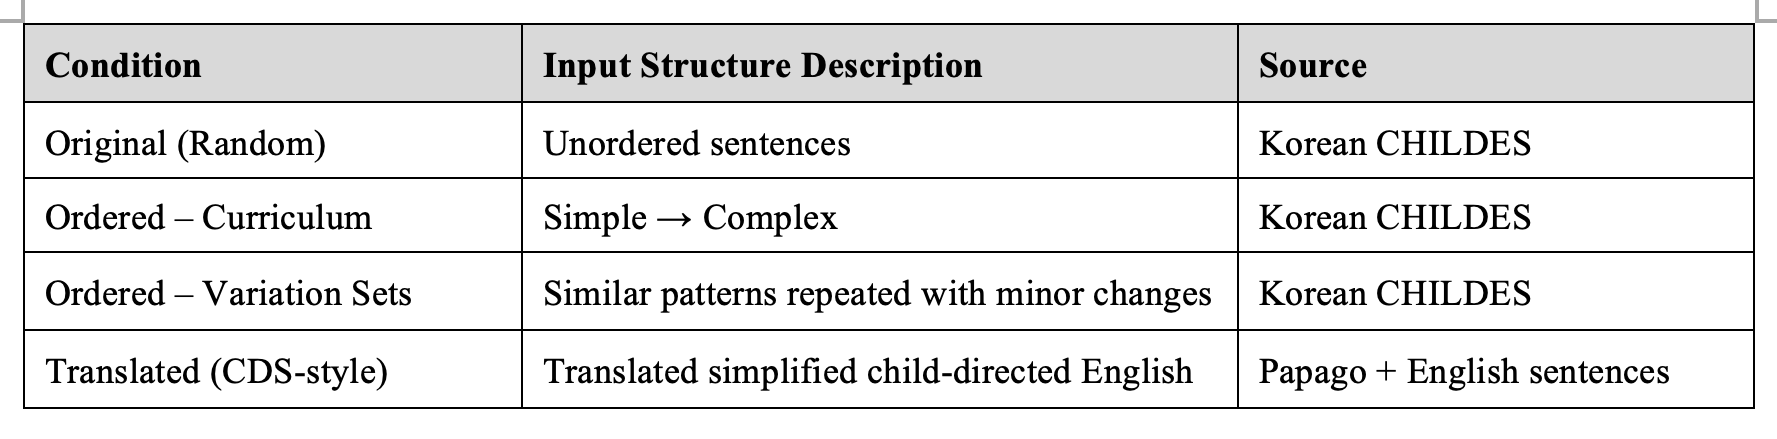 Condition Input Structure Description Source
Original (Random) Unordered sentences Korean CHILDES
Ordered – Curriculum Simple → Complex Korean CHILDES
Ordered – Variation Sets Similar patterns repeated with minor changes Korean CHILDES
Translated (CDS-style) Translated simplified child-directed English Papago + English sentences